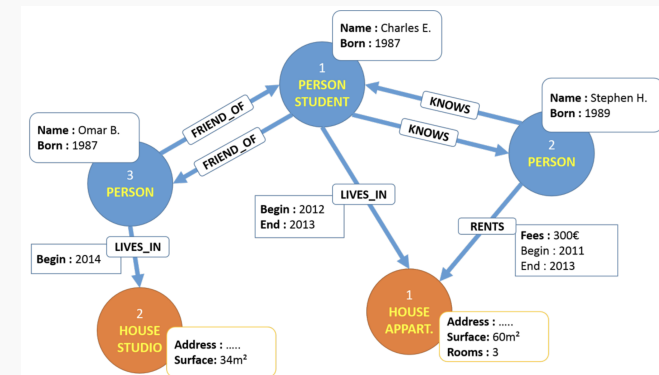 Name : Charles E.
Born : 1987
1
PERSON
STUDENT
KNOWS
KNOWS
Name : Stephen H.
Born : 1989
2
PERSON
FRIEND_OF
FRIEND_OF
Name : Omar B.
Born : 1987
3
PERSON
LIVES_IN
Begin : 2012
End : 2013
RENTS
Fees : 300€
Begin : 2011
End : 2013
LIVES_IN
Begin : 2014
2
HOUSE
STUDIO
Address : .....
Surface: 34m²
1
HOUSE
APPART.
Address : .....
Surface: 60m²
Rooms : 3